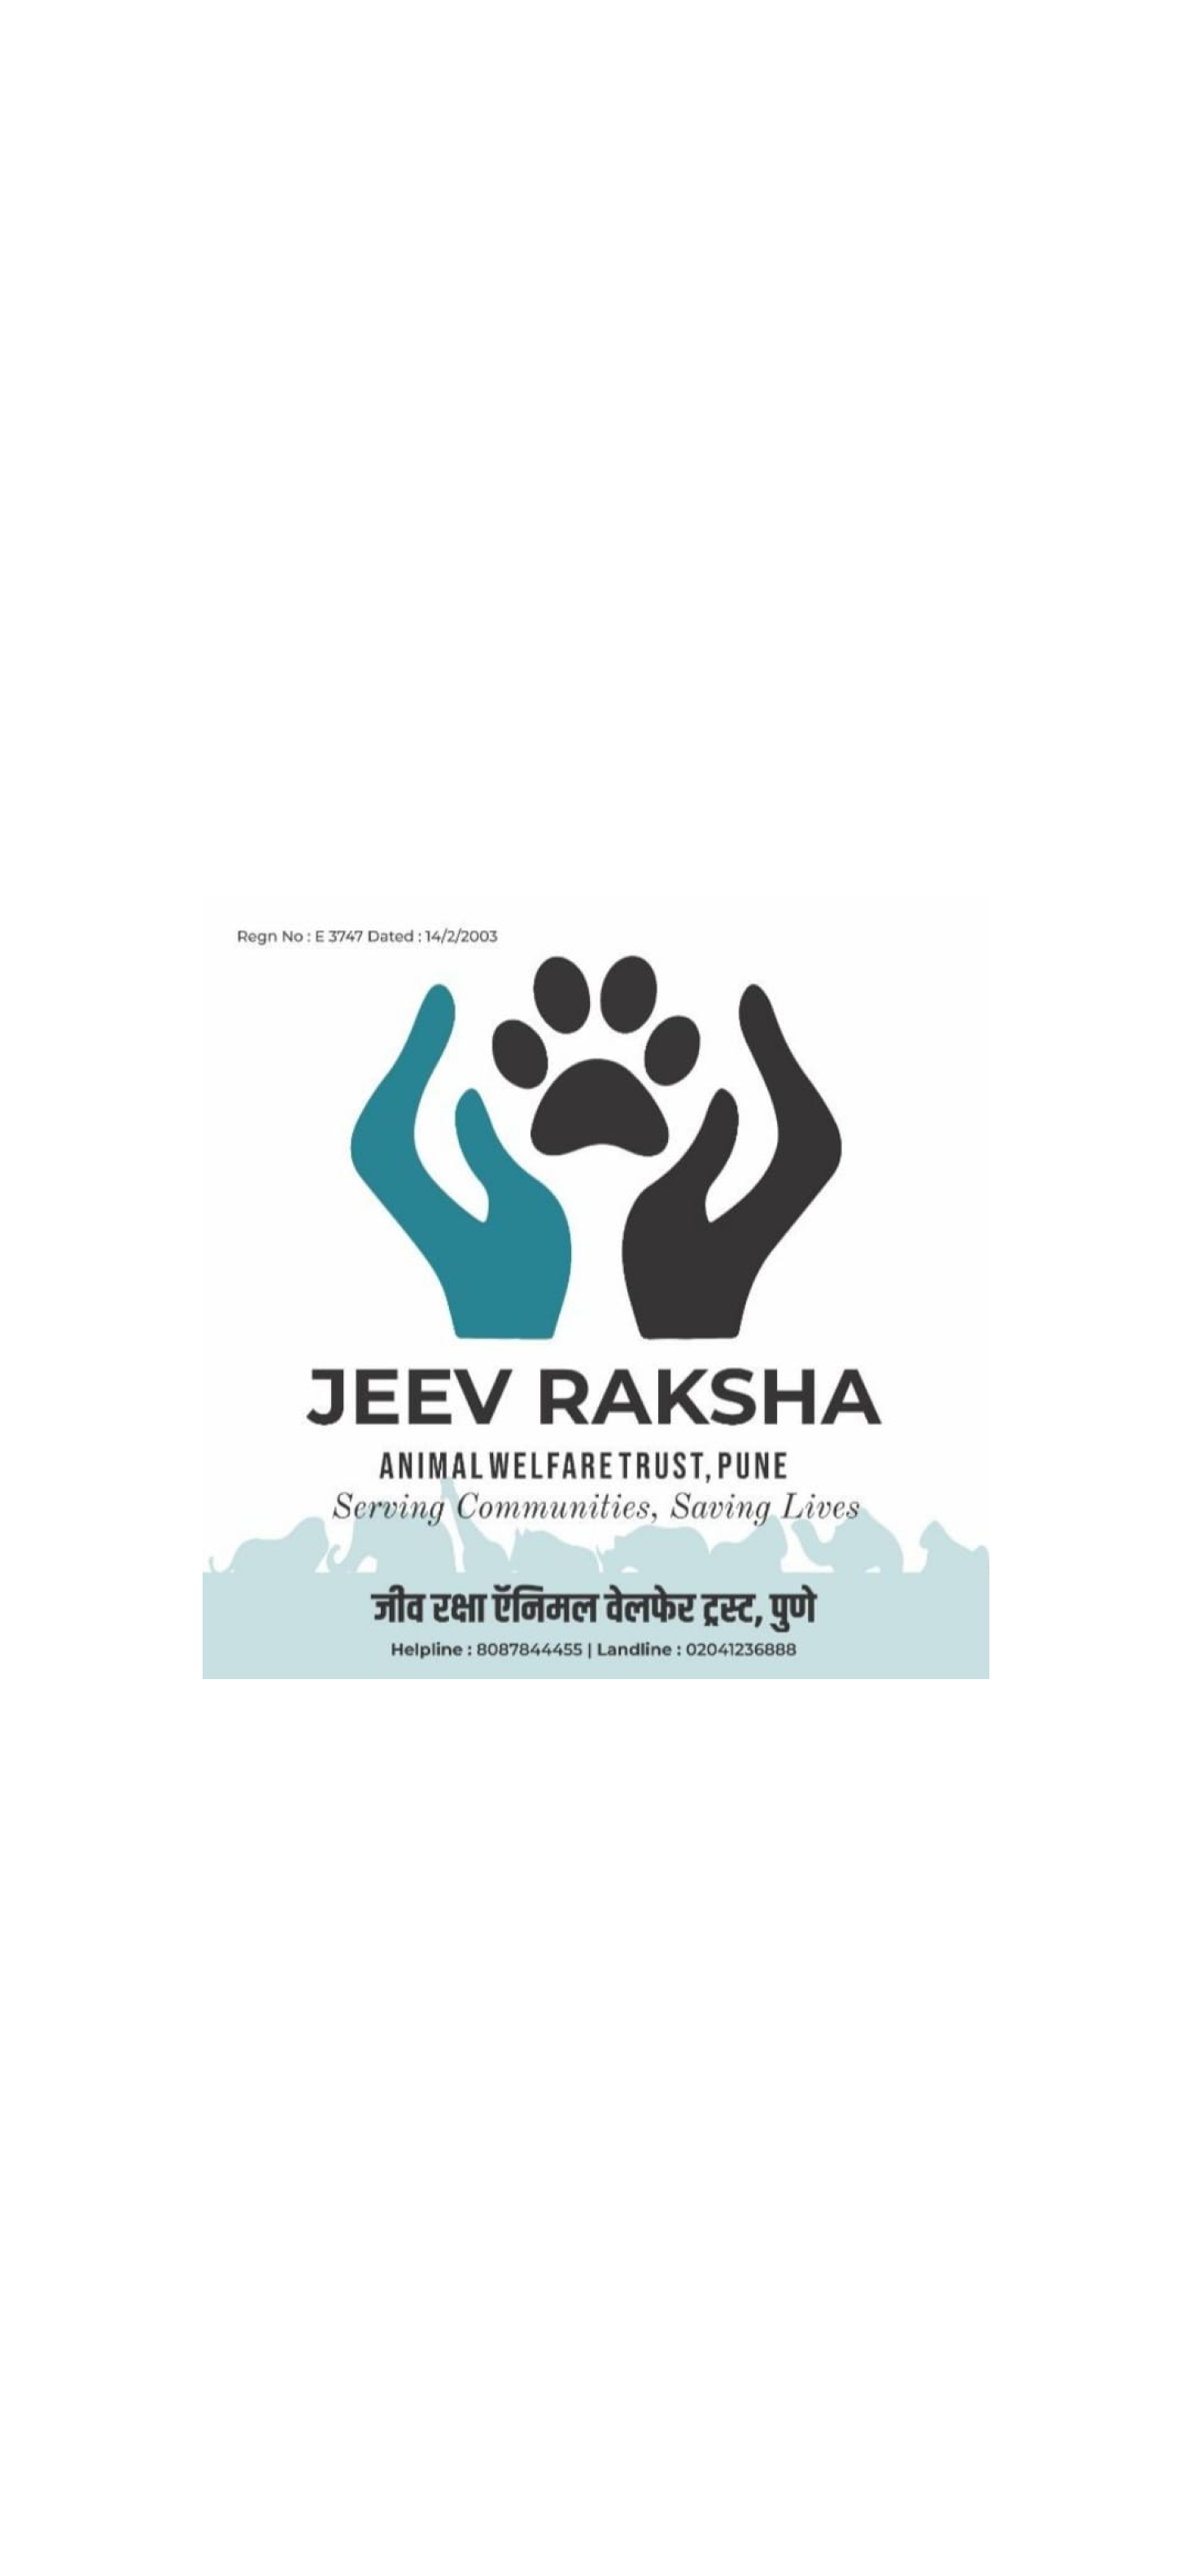 Regn No : E 3747 Dated : 14/2/2003
JEEV RAKSHA
ANIMAL WELFARE TRUST, PUNE
Serving Communities, Saving Lives
जीव रक्षा ऍनिमल वेलफेर ट्रस्ट, पुणे
Helpline : 8087844455 | Landline : 02041236888